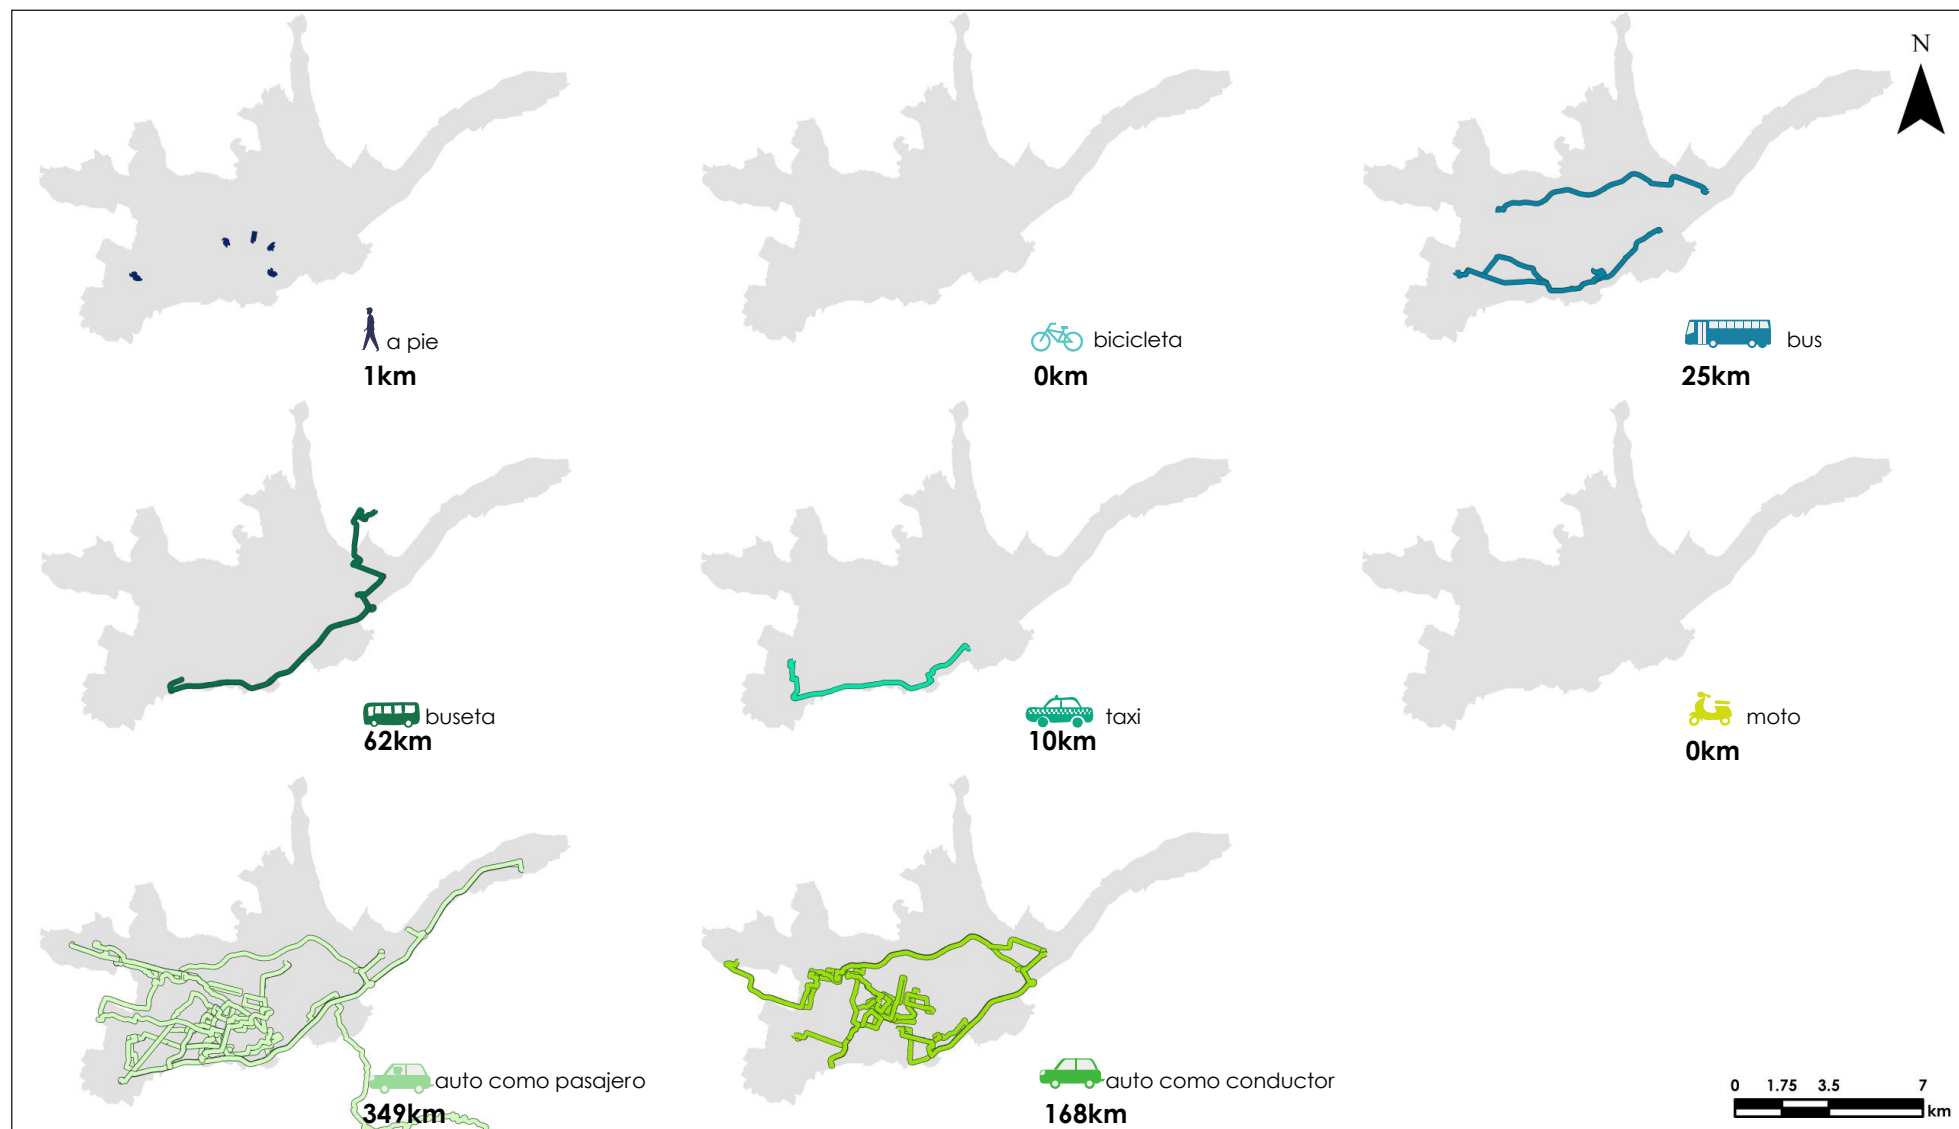 N
a pie
1km
bicicleta
0km
bus
25km
buseta
62km
taxi
10km
moto
0km
auto como pasajero
349km
auto como conductor
168km
0 1.75 3.5 7
km